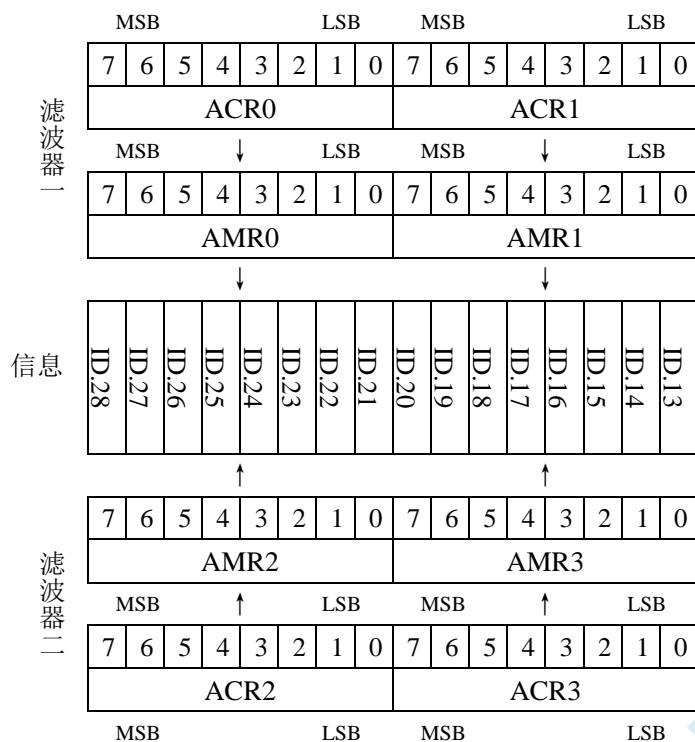 MSB LSB MSB LSB
7 6 5 4 3 2 1 0 7 6 5 4 3 2 1 0
ACR0 ACR1
滤波器一
MSB ↓ LSB MSB ↓ LSB
7 6 5 4 3 2 1 0 7 6 5 4 3 2 1 0
AMR0 AMR1
↓ ↓
信息
ID.28 ID.27 ID.26 ID.25 ID.24 ID.23 ID.22 ID.21 ID.20 ID.19 ID.18 ID.17 ID.16 ID.15 ID.14 ID.13
↑ ↑
7 6 5 4 3 2 1 0 7 6 5 4 3 2 1 0
AMR2 AMR3
滤波器二
MSB ↑ LSB MSB ↑ LSB
7 6 5 4 3 2 1 0 7 6 5 4 3 2 1 0
ACR2 ACR3
MSB LSB MSB LSB